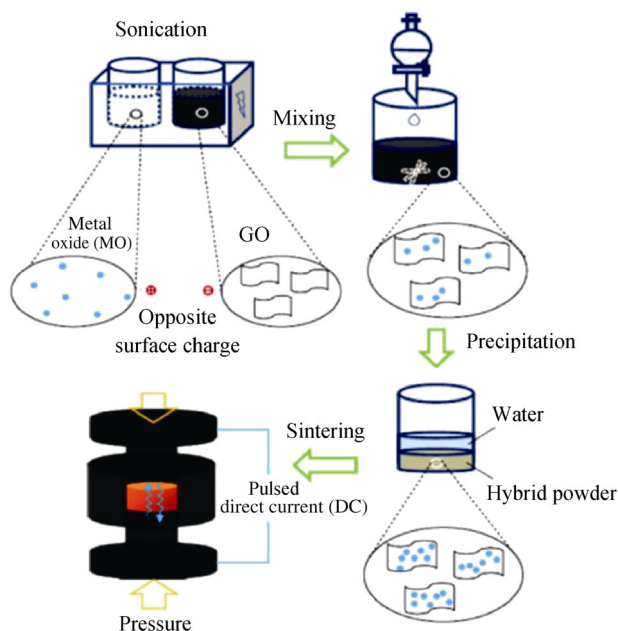 Sonication
Mixing
Metal
oxide (MO)
GO
Opposite
surface charge
Precipitation
Water
Hybrid powder
Sintering
Pulsed
direct current (DC)
Pressure